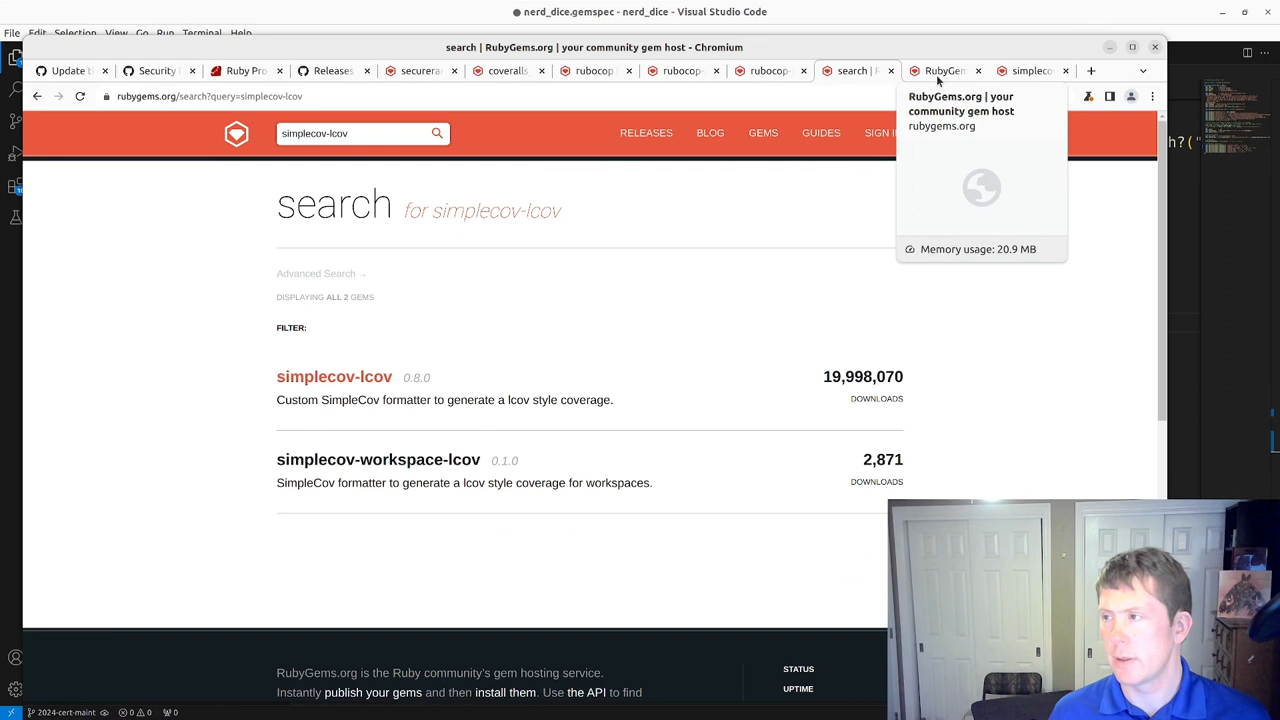 ● nerd_dice.gemspec - nerd_dice - Visual Studio Code
File Edit Selection View Go Run Terminal Help
search | RubyGems.org | your community gem host - Chromium
Update t Security Ruby Pro Releases securera coveralls rubocop rubocop- rubocop- search | R RubyGem simplecov
rubygems.org/search?query=simplecov-lcov
RubyGems.org | your
community gem host
rubygems.org
simplecov-lcov
RELEASES BLOG GEMS GUIDES SIGN I
h?("
search for simplecov-lcov
Memory usage: 20.9 MB
Advanced Search →
DISPLAYING ALL 2 GEMS
FILTER:
simplecov-lcov 0.8.0 19,998,070
Custom SimpleCov formatter to generate a lcov style coverage. DOWNLOADS
simplecov-workspace-lcov 0.1.0 2,871
SimpleCov formatter to generate a lcov style coverage for workspaces. DOWNLOADS
RubyGems.org is the Ruby community's gem hosting service. STATUS
Instantly publish your gems and then install them. Use the API to find UPTIME
2024-cert-maint 0 0 0